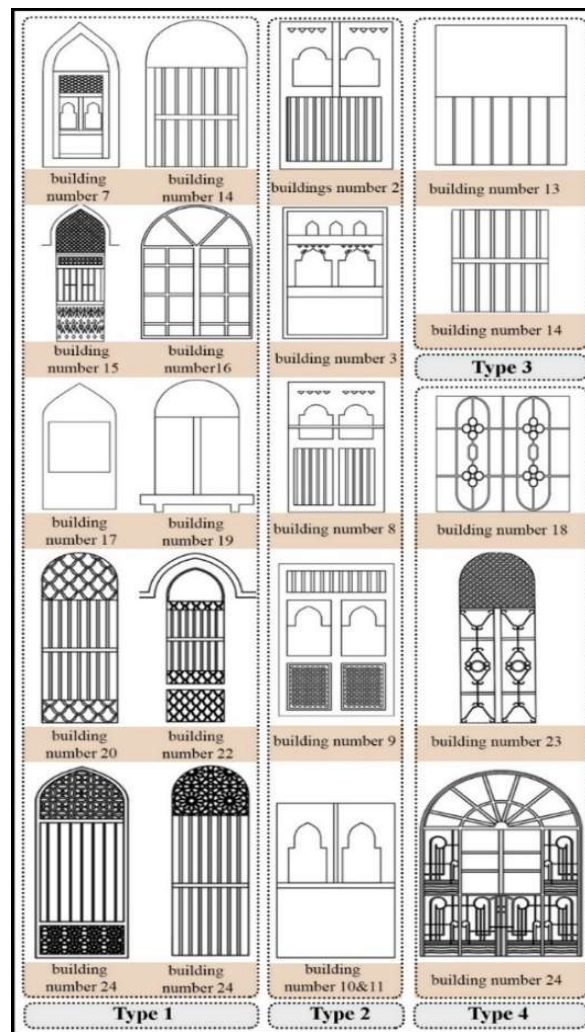 building
number 7
building
number 14
building
number 15
building
number16
building
number 17
building
number 19
building
number 20
building
number 22
building
number 24
building
number 24
Type 1
buildings number 2
building number 3
building number 8
building number 9
building
number 10&11
Type 2
building number 13
building number 14
Type 3
building number 18
building number 23
building number 24
Type 4